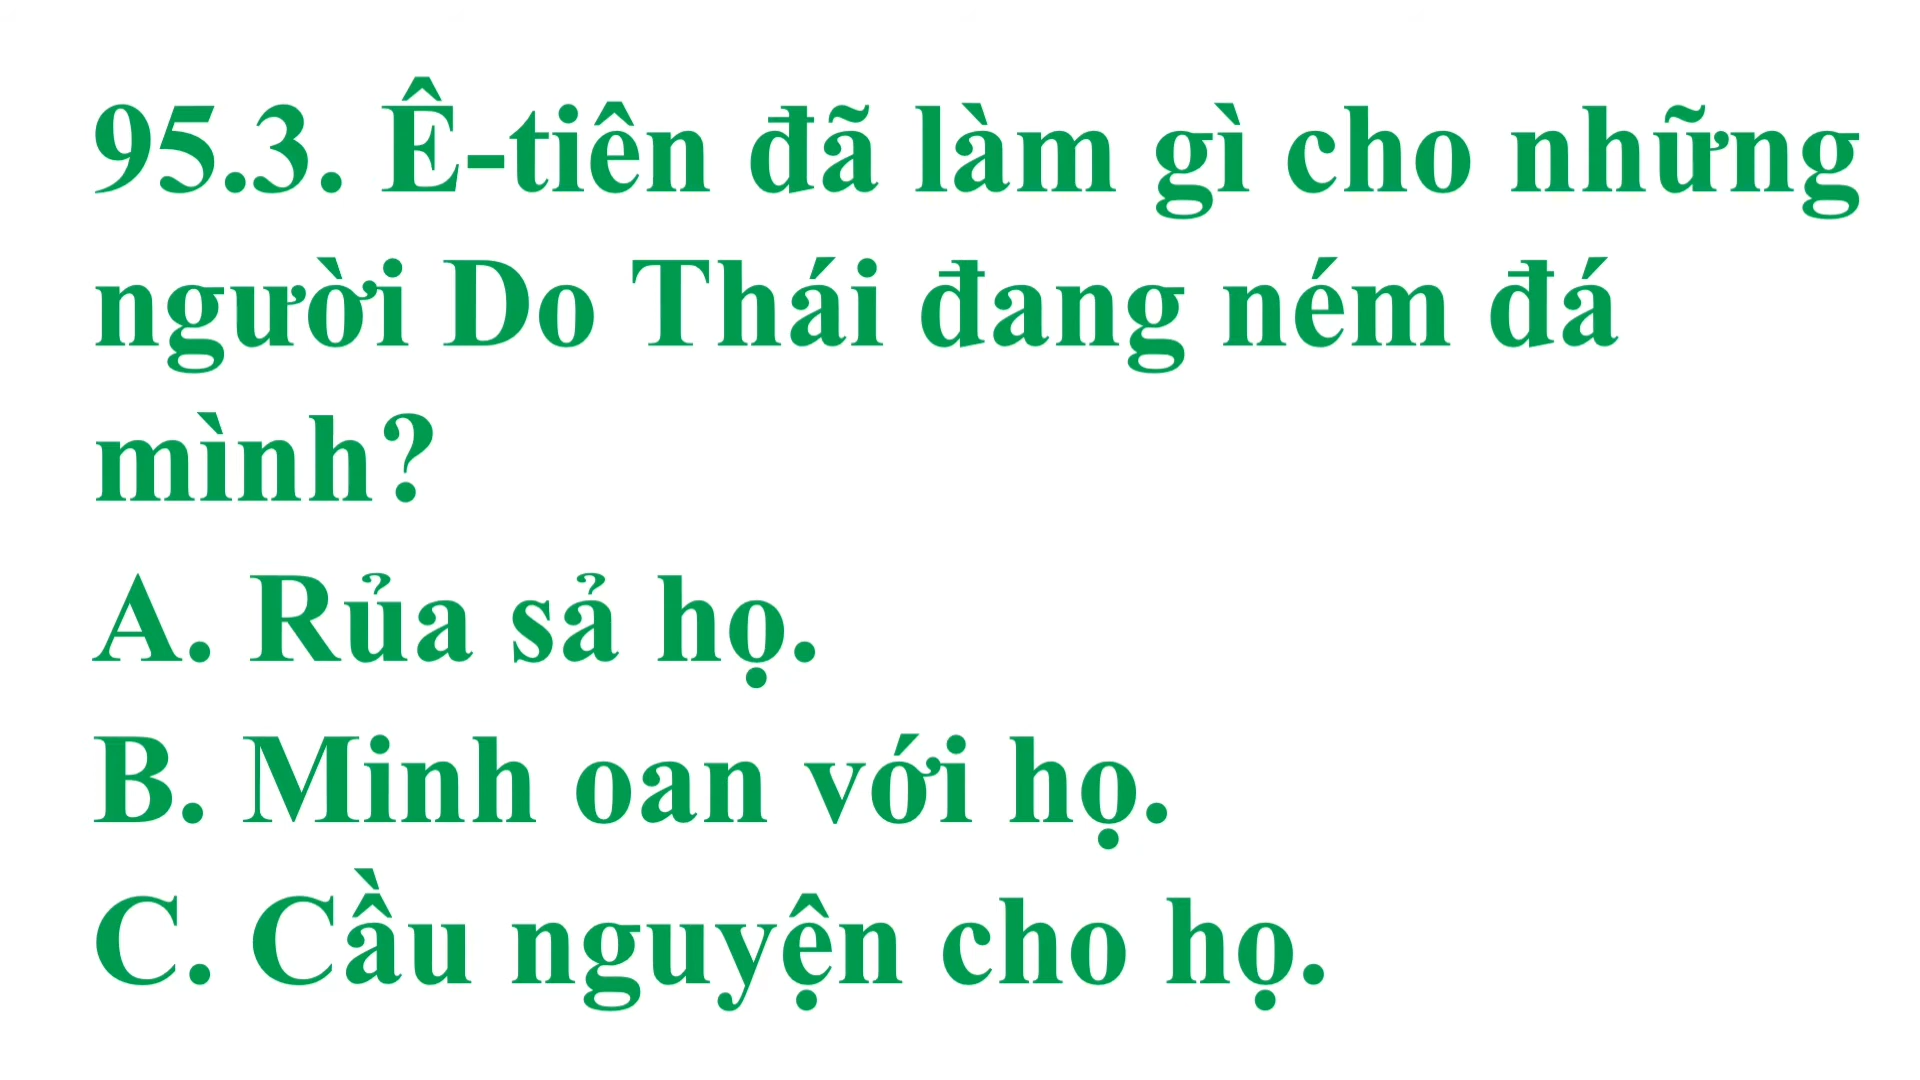 95.3. Ê-tiên đã làm gì cho những
người Do Thái đang ném đá
mình?
A. Rủa sả họ.
B. Minh oan với họ.
C. Cầu nguyện cho họ.